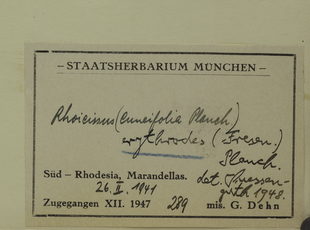 – STAATSHERBARIUM MÜNCHEN –
Rhoicissus (cuneifolia Planch)
erythrodes (Fresen.)
Planch.
Süd – Rhodesia, Marandellas. det. Suessen-
26. II. 1941 guth 1948.
Zugegangen XII. 1947 289 mis. G. Dehn